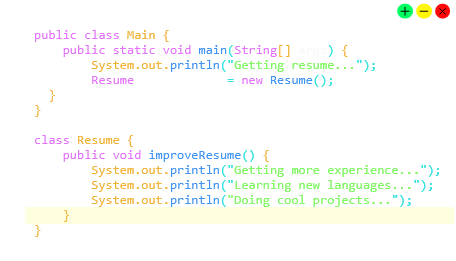 public class Main {
public static void main(String[] args) {
System.out.println("Getting resume...");
Resume = new Resume();
}
}
class Resume {
public void improveResume() {
System.out.println("Getting more experience...");
System.out.println("Learning new languages...");
System.out.println("Doing cool projects...");
}
}